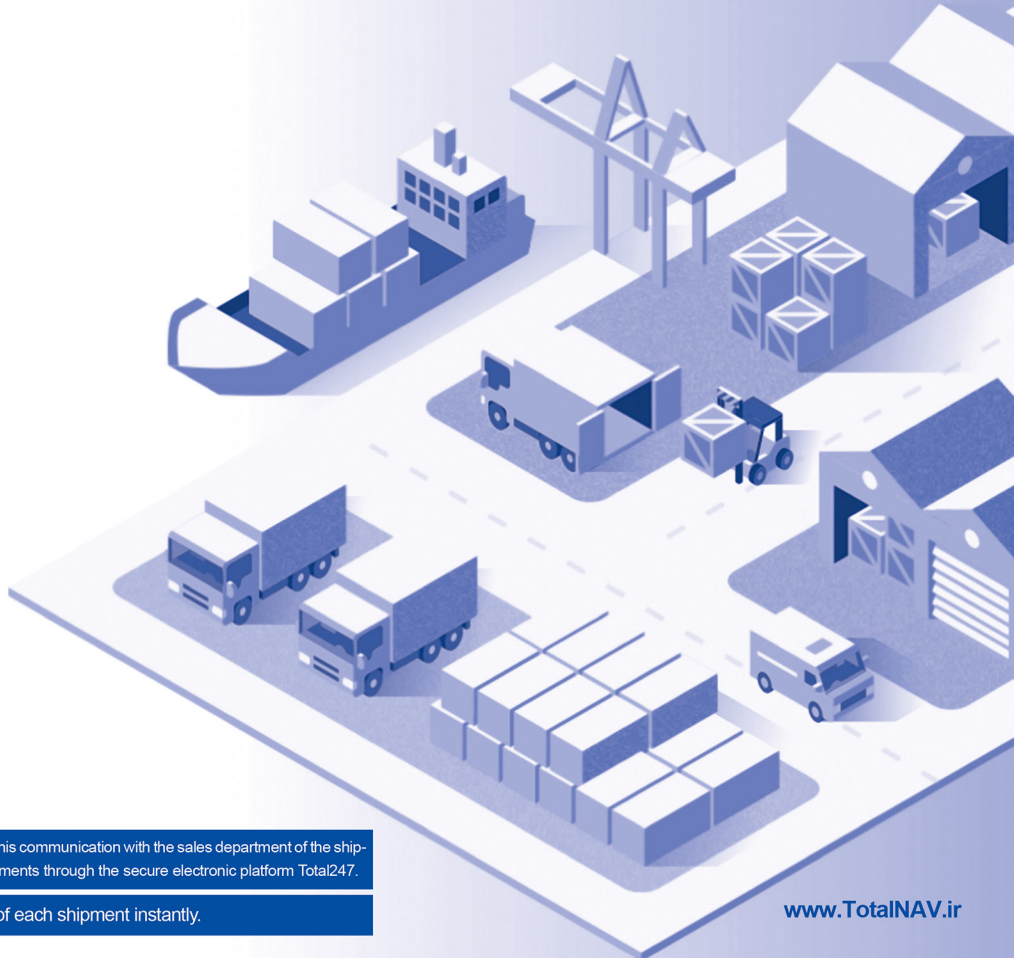 his communication with the sales department of the ship-
ments through the secure electronic platform Total247.
of each shipment instantly.
www.TotalNAV.ir